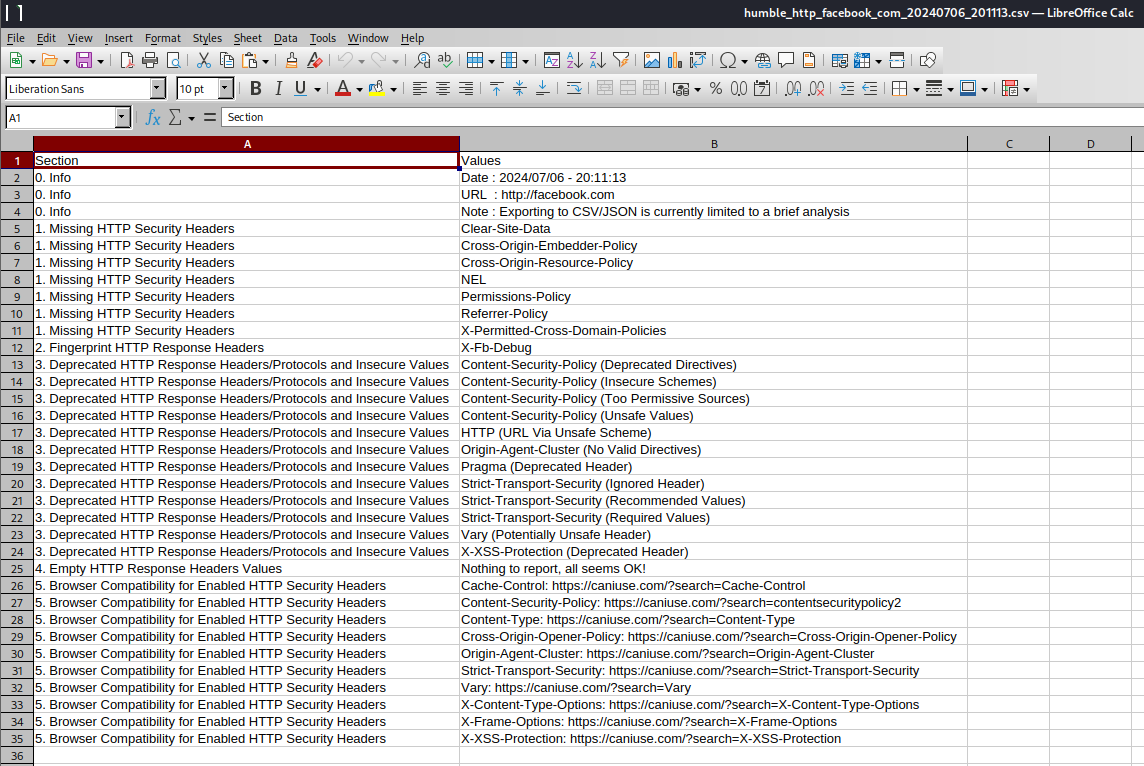 humble_http_facebook_com_20240706_201113.csv — LibreOffice Calc
File Edit View Insert Format Styles Sheet Data Tools Window Help
Liberation Sans 10 pt
A1 Section
A B C D
1 Section Values
2 0. Info Date : 2024/07/06 - 20:11:13
3 0. Info URL  : http://facebook.com
4 0. Info Note : Exporting to CSV/JSON is currently limited to a brief analysis
5 1. Missing HTTP Security Headers Clear-Site-Data
6 1. Missing HTTP Security Headers Cross-Origin-Embedder-Policy
7 1. Missing HTTP Security Headers Cross-Origin-Resource-Policy
8 1. Missing HTTP Security Headers NEL
9 1. Missing HTTP Security Headers Permissions-Policy
10 1. Missing HTTP Security Headers Referrer-Policy
11 1. Missing HTTP Security Headers X-Permitted-Cross-Domain-Policies
12 2. Fingerprint HTTP Response Headers X-Fb-Debug
13 3. Deprecated HTTP Response Headers/Protocols and Insecure Values Content-Security-Policy (Deprecated Directives)
14 3. Deprecated HTTP Response Headers/Protocols and Insecure Values Content-Security-Policy (Insecure Schemes)
15 3. Deprecated HTTP Response Headers/Protocols and Insecure Values Content-Security-Policy (Too Permissive Sources)
16 3. Deprecated HTTP Response Headers/Protocols and Insecure Values Content-Security-Policy (Unsafe Values)
17 3. Deprecated HTTP Response Headers/Protocols and Insecure Values HTTP (URL Via Unsafe Scheme)
18 3. Deprecated HTTP Response Headers/Protocols and Insecure Values Origin-Agent-Cluster (No Valid Directives)
19 3. Deprecated HTTP Response Headers/Protocols and Insecure Values Pragma (Deprecated Header)
20 3. Deprecated HTTP Response Headers/Protocols and Insecure Values Strict-Transport-Security (Ignored Header)
21 3. Deprecated HTTP Response Headers/Protocols and Insecure Values Strict-Transport-Security (Recommended Values)
22 3. Deprecated HTTP Response Headers/Protocols and Insecure Values Strict-Transport-Security (Required Values)
23 3. Deprecated HTTP Response Headers/Protocols and Insecure Values Vary (Potentially Unsafe Header)
24 3. Deprecated HTTP Response Headers/Protocols and Insecure Values X-XSS-Protection (Deprecated Header)
25 4. Empty HTTP Response Headers Values Nothing to report, all seems OK!
26 5. Browser Compatibility for Enabled HTTP Security Headers Cache-Control: https://caniuse.com/?search=Cache-Control
27 5. Browser Compatibility for Enabled HTTP Security Headers Content-Security-Policy: https://caniuse.com/?search=contentsecuritypolicy2
28 5. Browser Compatibility for Enabled HTTP Security Headers Content-Type: https://caniuse.com/?search=Content-Type
29 5. Browser Compatibility for Enabled HTTP Security Headers Cross-Origin-Opener-Policy: https://caniuse.com/?search=Cross-Origin-Opener-Policy
30 5. Browser Compatibility for Enabled HTTP Security Headers Origin-Agent-Cluster: https://caniuse.com/?search=Origin-Agent-Cluster
31 5. Browser Compatibility for Enabled HTTP Security Headers Strict-Transport-Security: https://caniuse.com/?search=Strict-Transport-Security
32 5. Browser Compatibility for Enabled HTTP Security Headers Vary: https://caniuse.com/?search=Vary
33 5. Browser Compatibility for Enabled HTTP Security Headers X-Content-Type-Options: https://caniuse.com/?search=X-Content-Type-Options
34 5. Browser Compatibility for Enabled HTTP Security Headers X-Frame-Options: https://caniuse.com/?search=X-Frame-Options
35 5. Browser Compatibility for Enabled HTTP Security Headers X-XSS-Protection: https://caniuse.com/?search=X-XSS-Protection
36